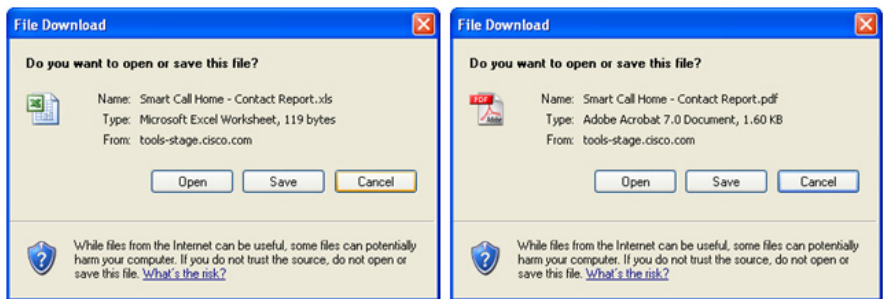 File Download
Do you want to open or save this file?
Name: Smart Call Home - Contact Report.xls
Type: Microsoft Excel Worksheet, 119 bytes
From: tools-stage.cisco.com
Open Save Cancel
While files from the Internet can be useful, some files can potentially
harm your computer. If you do not trust the source, do not open or
save this file. What's the risk?
File Download
Do you want to open or save this file?
PDF
Adobe
Name: Smart Call Home - Contact Report.pdf
Type: Adobe Acrobat 7.0 Document, 1.60 KB
From: tools-stage.cisco.com
Open Save Cancel
While files from the Internet can be useful, some files can potentially
harm your computer. If you do not trust the source, do not open or
save this file. What's the risk?